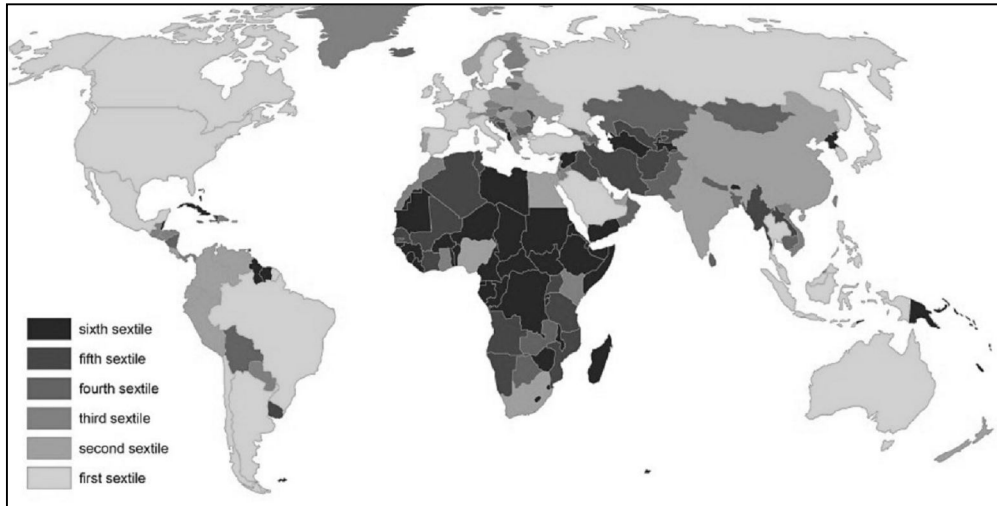 sixth sextile
fifth sextile
fourth sextile
third sextile
second sextile
first sextile